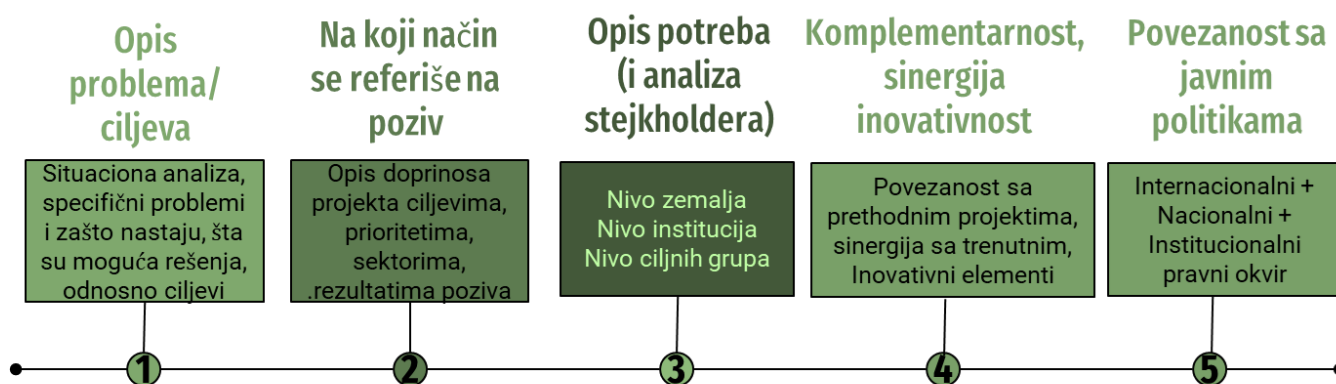 Opis
problema/
ciljeva
Situaciona analiza,
specifični problemi
i zašto nastaju, šta
su moguća rešenja,
odnosno ciljevi
1
Na koji način
se referiše na
poziv
Opis doprinosa
projekta ciljevima,
prioritetima,
sektorima,
.rezultatima poziva
2
Opis potreba
(i analiza
stejkholdera)
Nivo zemalja
Nivo institucija
Nivo ciljnih grupa
3
Komplementarnost,
sinergija
inovativnost
Povezanost sa
prethodnim projektima,
sinergija sa trenutnim,
Inovativni elementi
4
Povezanost sa
javnim
politikama
Internacionalni +
Nacionalni +
Institucionalni
pravni okvir
5